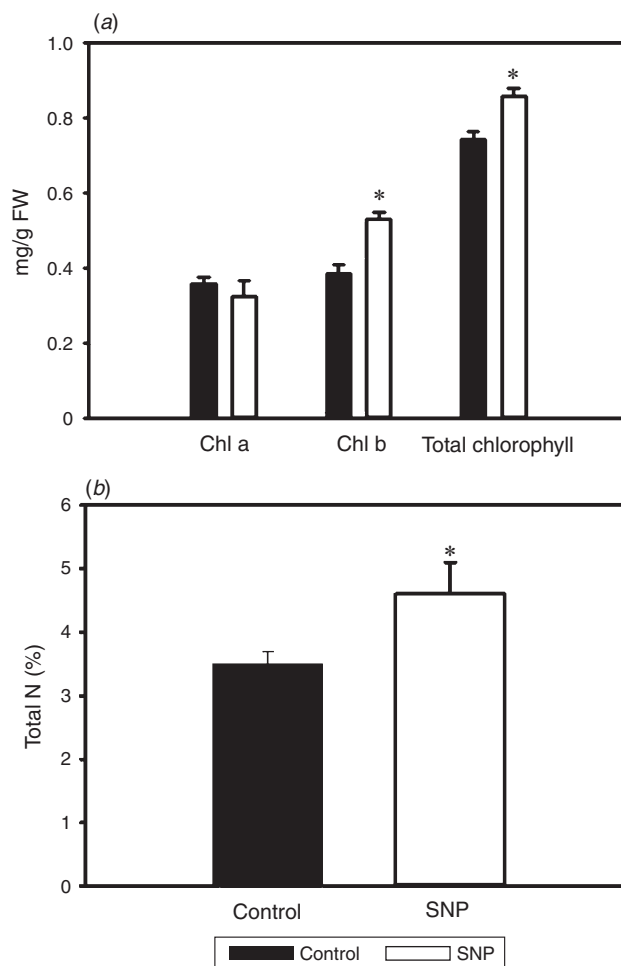 (a)
1.0
0.8
0.6
0.4
0.2
0
mg/g FW
*
*
Chl a
Chl b
Total chlorophyll
(b)
6
5
4
3
2
1
0
Total N (%)
*
Control
SNP
Control
SNP